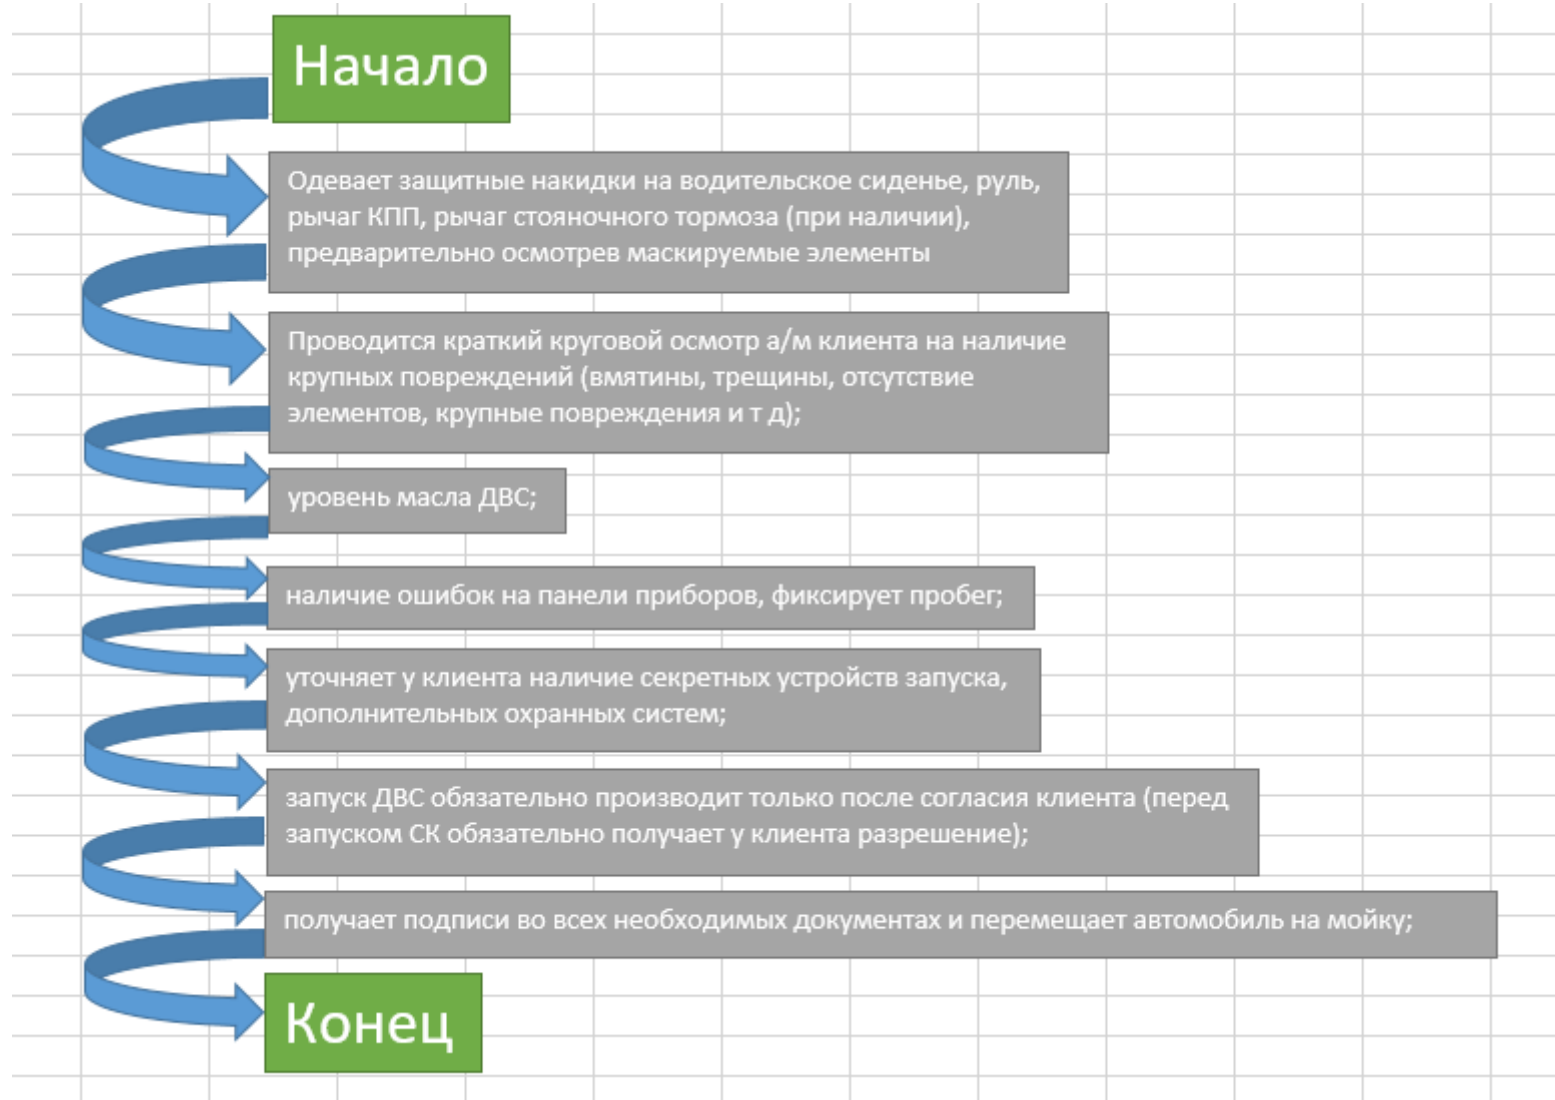 Начало
Одевает защитные накидки на водительское сиденье, руль,
рычаг КПП, рычаг стояночного тормоза (при наличии),
предварительно осмотрев маскируемые элементы
Проводится краткий круговой осмотр а/м клиента на наличие
крупных повреждений (вмятины, трещины, отсутствие
элементов, крупные повреждения и т д);
уровень масла ДВС;
наличие ошибок на панели приборов, фиксирует пробег;
уточняет у клиента наличие секретных устройств запуска,
дополнительных охранных систем;
запуск ДВС обязательно производит только после согласия клиента (перед
запуском СК обязательно получает у клиента разрешение);
получает подписи во всех необходимых документах и перемещает автомобиль на мойку;
Конец